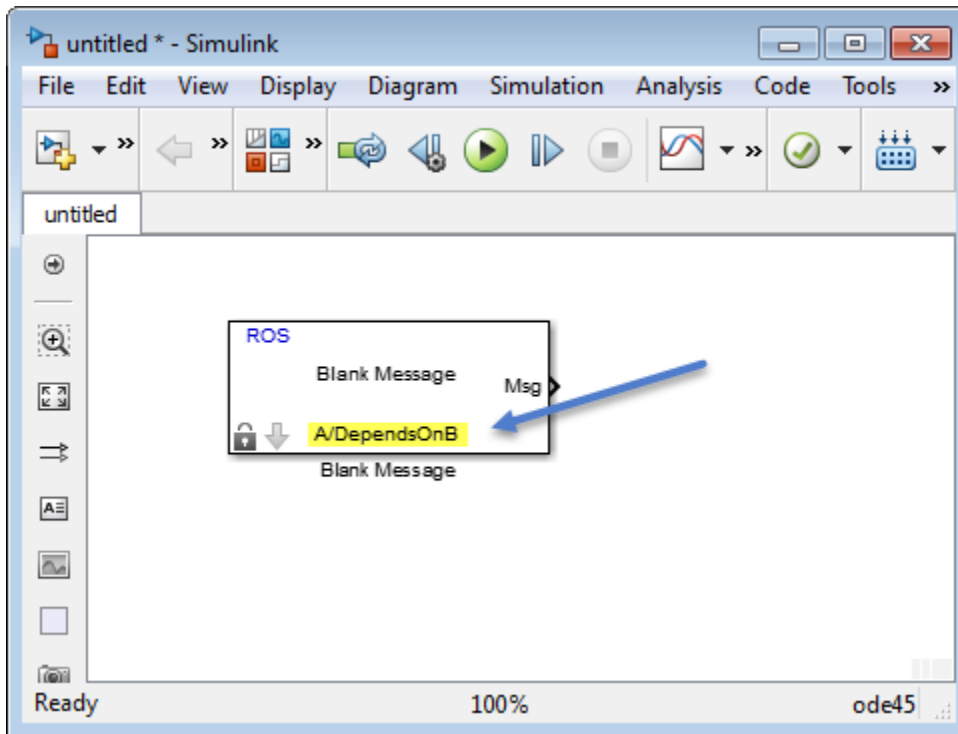 untitled * - Simulink
File Edit View Display Diagram Simulation Analysis Code Tools »
untitled
ROS
Blank Message
Msg
A/DependsOnB
Blank Message
Ready 100% ode45